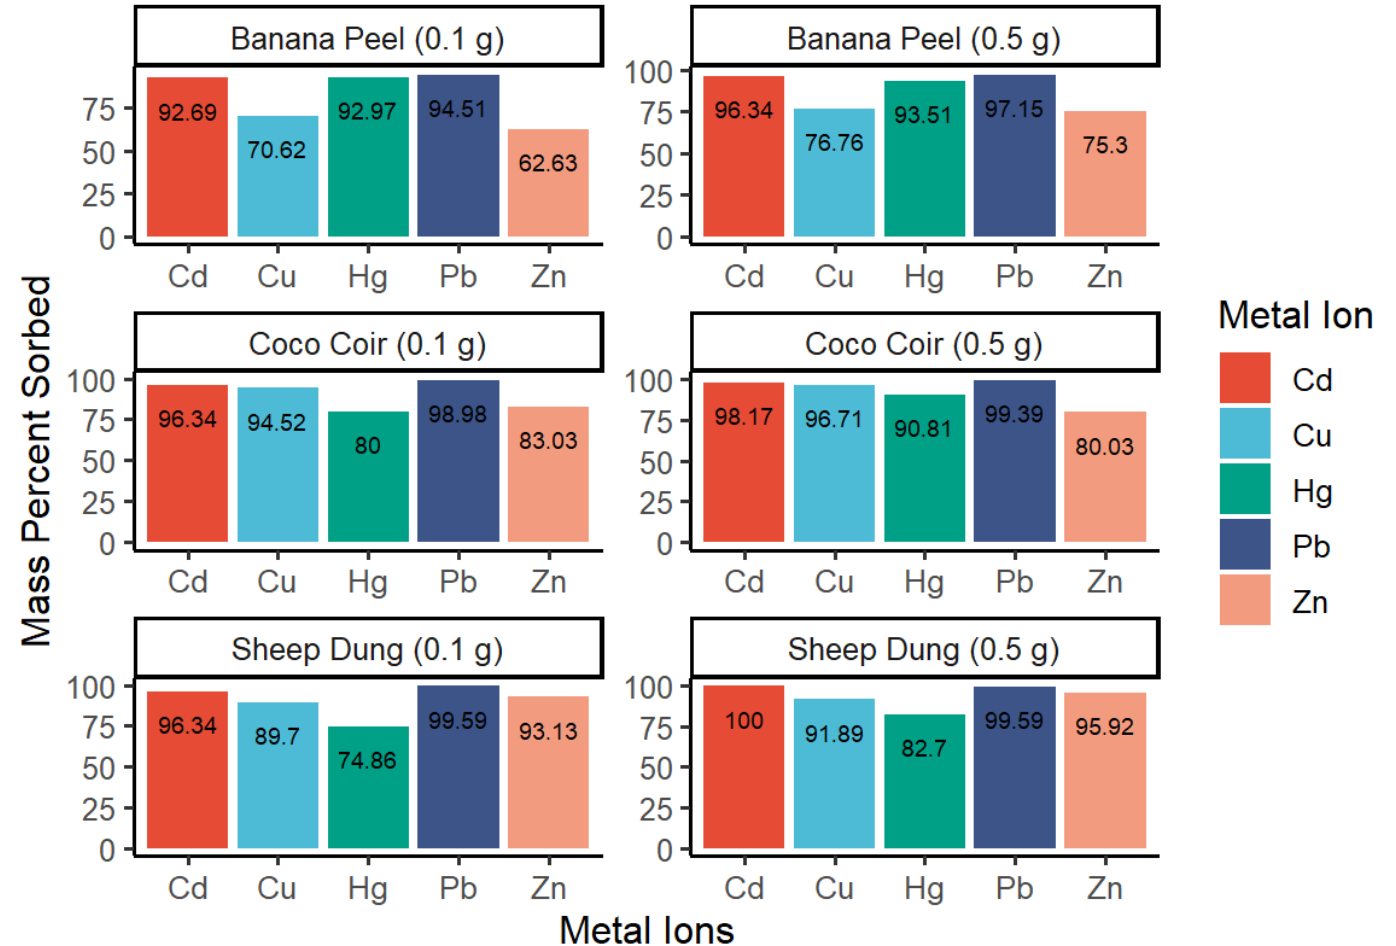 Banana Peel (0.1 g)
Banana Peel (0.5 g)
75
50
25
0
92.69
70.62
92.97
94.51
62.63
Cd Cu Hg Pb Zn
100
75
50
25
0
96.34
76.76
93.51
97.15
75.3
Cd Cu Hg Pb Zn
Mass Percent Sorbed
Coco Coir (0.1 g)
Coco Coir (0.5 g)
100
75
50
25
0
96.34
94.52
80
98.98
83.03
Cd Cu Hg Pb Zn
100
75
50
25
0
98.17
96.71
90.81
99.39
80.03
Cd Cu Hg Pb Zn
Sheep Dung (0.1 g)
Sheep Dung (0.5 g)
100
75
50
25
0
96.34
89.7
74.86
99.59
93.13
Cd Cu Hg Pb Zn
100
75
50
25
0
100
91.89
82.7
99.59
95.92
Cd Cu Hg Pb Zn
Metal Ions
Metal Ion
Cd
Cu
Hg
Pb
Zn